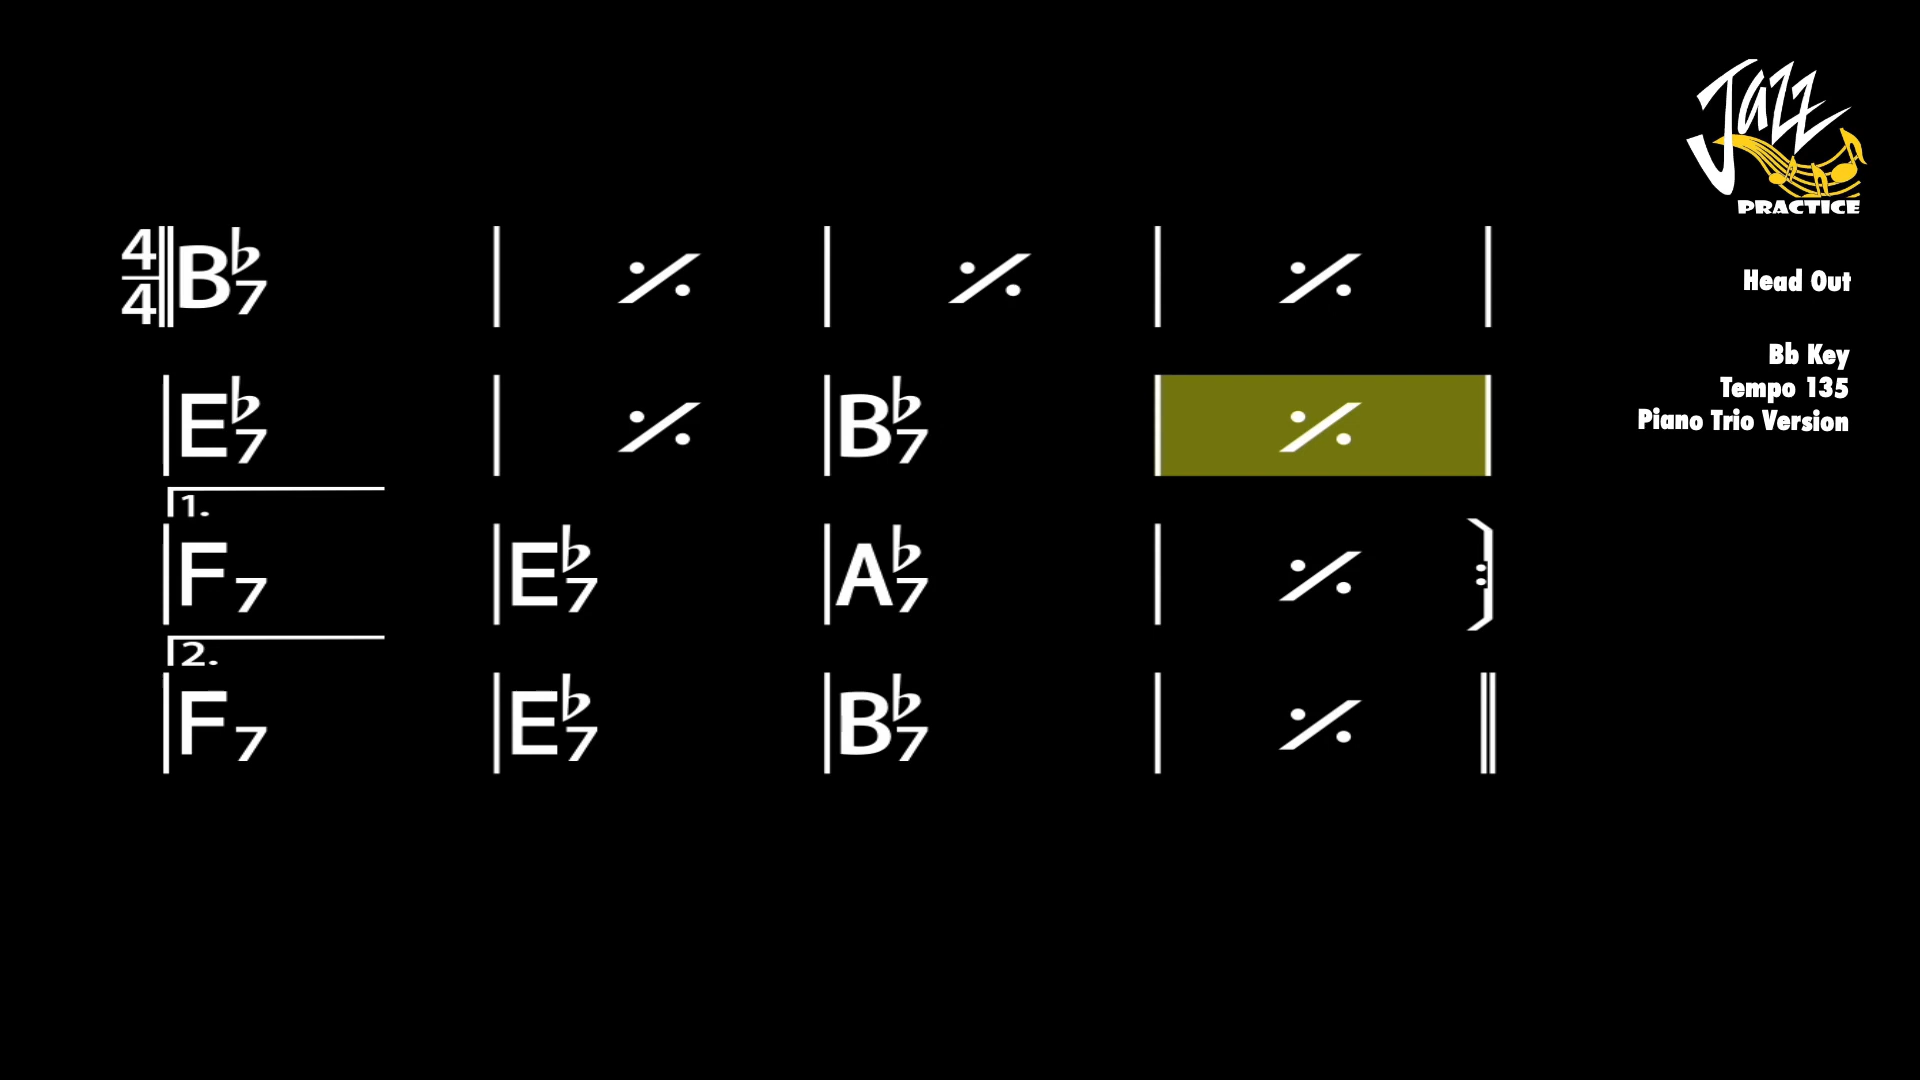 Jazz
PRACTICE
4/4 B♭7 | 𝄎 | 𝄎 | 𝄎 |
Head Out
E♭7 | 𝄎 | B♭7 | 𝄎 |
Bb Key
Tempo 135
Piano Trio Version
1.
F7 | E♭7 | A♭7 | 𝄎 :|
2.
F7 | E♭7 | B♭7 | 𝄎 ||